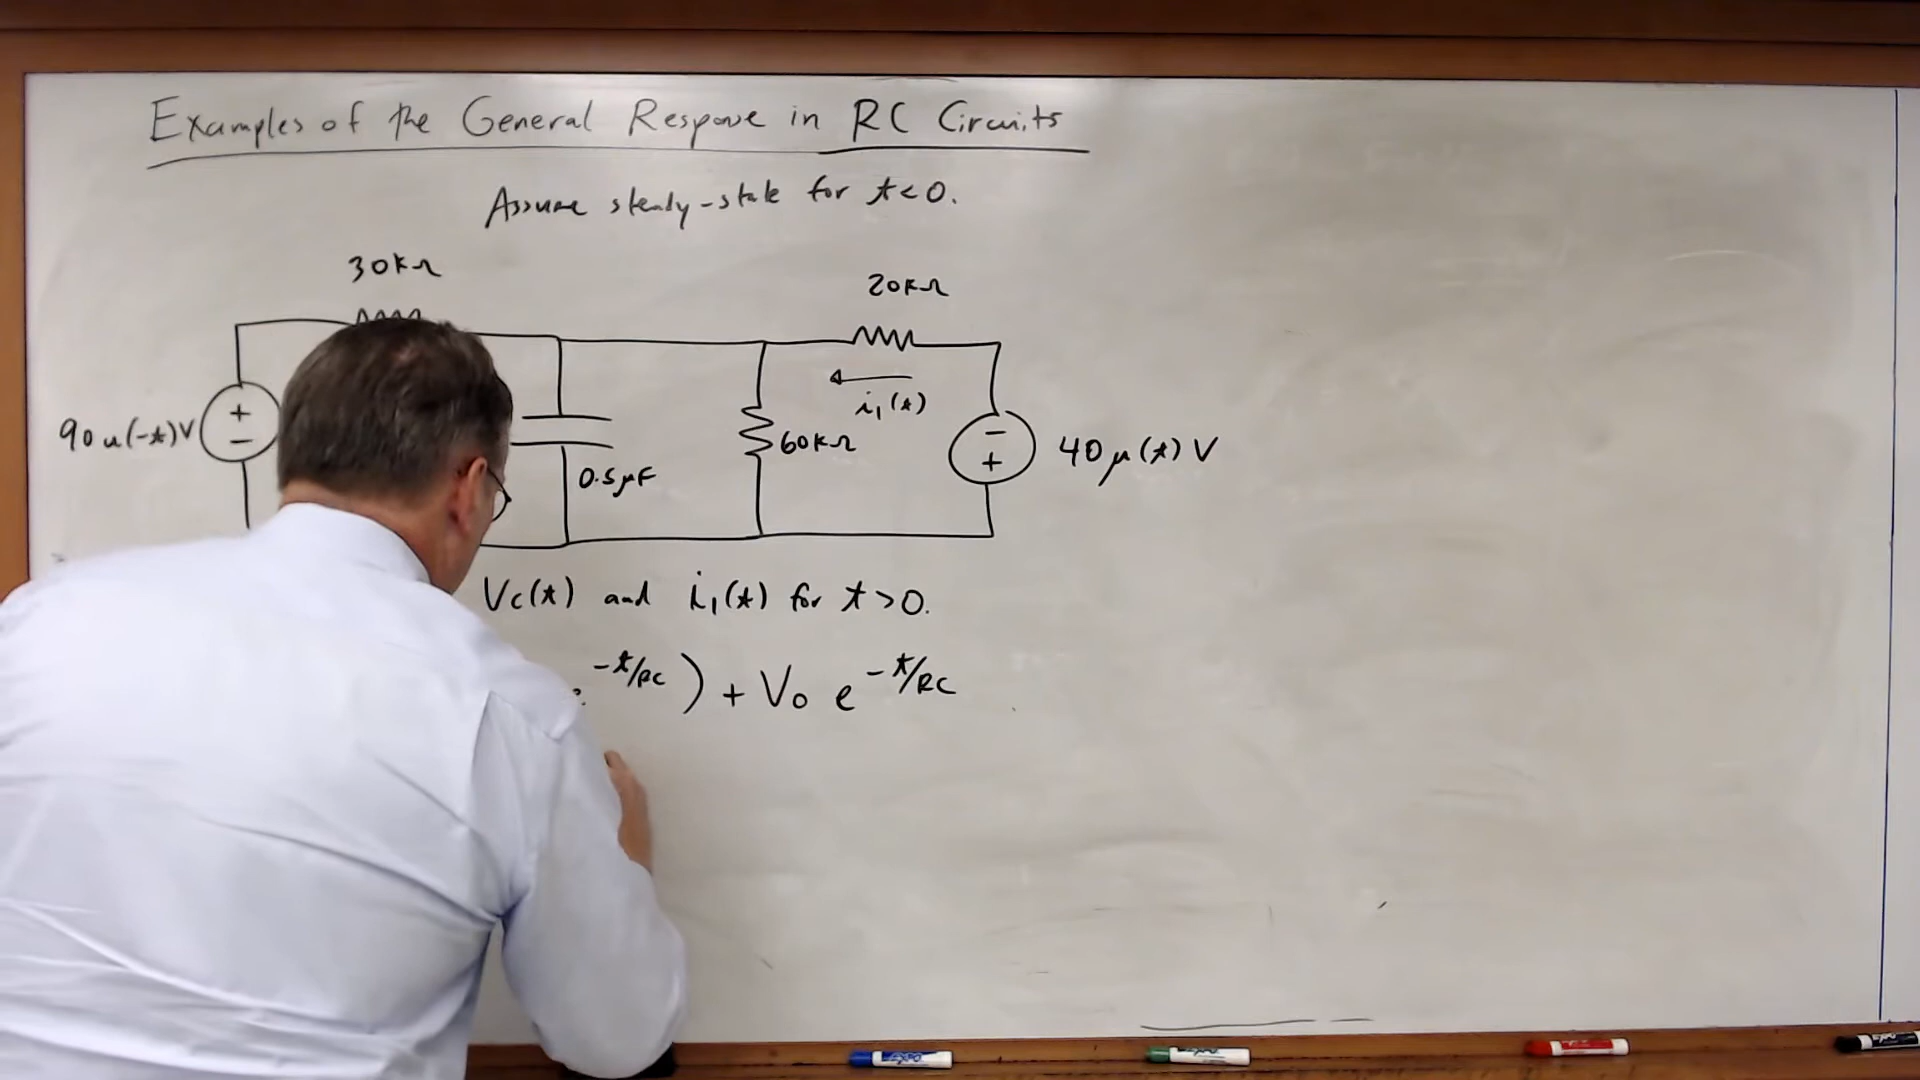 Examples of the General Response in RC Circuits
Assume steady-state for t<0.
30kΩ
20kΩ
i₁(t)
90u(-t)V
+
−
60kΩ
−
+
40μ(t) V
0.5μF
Vc(t) and i₁(t) for t>0.
-t/RC ) + V₀ e -t/RC
EXPO